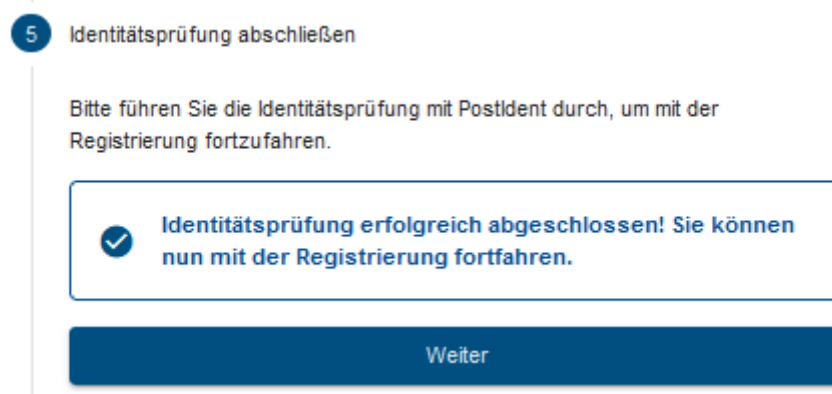 5 Identitätsprüfung abschließen
Bitte führen Sie die Identitätsprüfung mit PostIdent durch, um mit der
Registrierung fortzufahren.
Identitätsprüfung erfolgreich abgeschlossen! Sie können
nun mit der Registrierung fortfahren.
Weiter